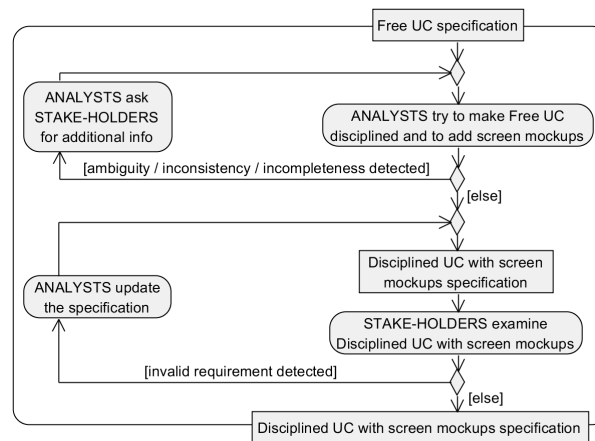 Free UC specification
ANALYSTS ask
STAKE-HOLDERS
for additional info
ANALYSTS try to make Free UC
disciplined and to add screen mockups
[ambiguity / inconsistency / incompleteness detected]
[else]
Disciplined UC with screen
mockups specification
ANALYSTS update
the specification
STAKE-HOLDERS examine
Disciplined UC with screen mockups
[invalid requirement detected]
[else]
Disciplined UC with screen mockups specification